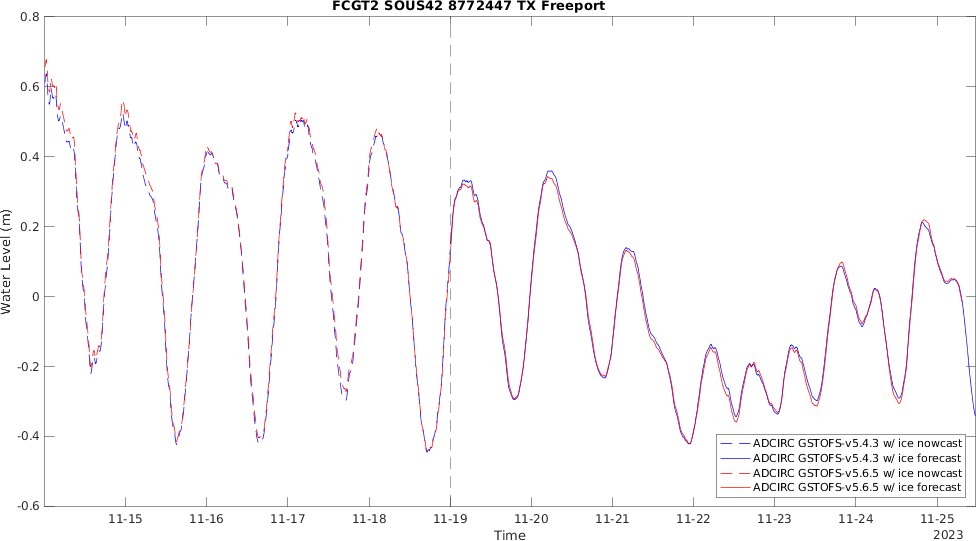 FCGT2 SOUS42 8772447 TX Freeport
0.8
0.6
0.4
0.2
0
-0.2
-0.4
-0.6
Water Level (m)
ADCIRC GSTOFS-v5.4.3 w/ ice nowcast
ADCIRC GSTOFS-v5.4.3 w/ ice forecast
ADCIRC GSTOFS-v5.6.5 w/ ice nowcast
ADCIRC GSTOFS-v5.6.5 w/ ice forecast
11-15 11-16 11-17 11-18 11-19 11-20 11-21 11-22 11-23 11-24 11-25
Time
2023